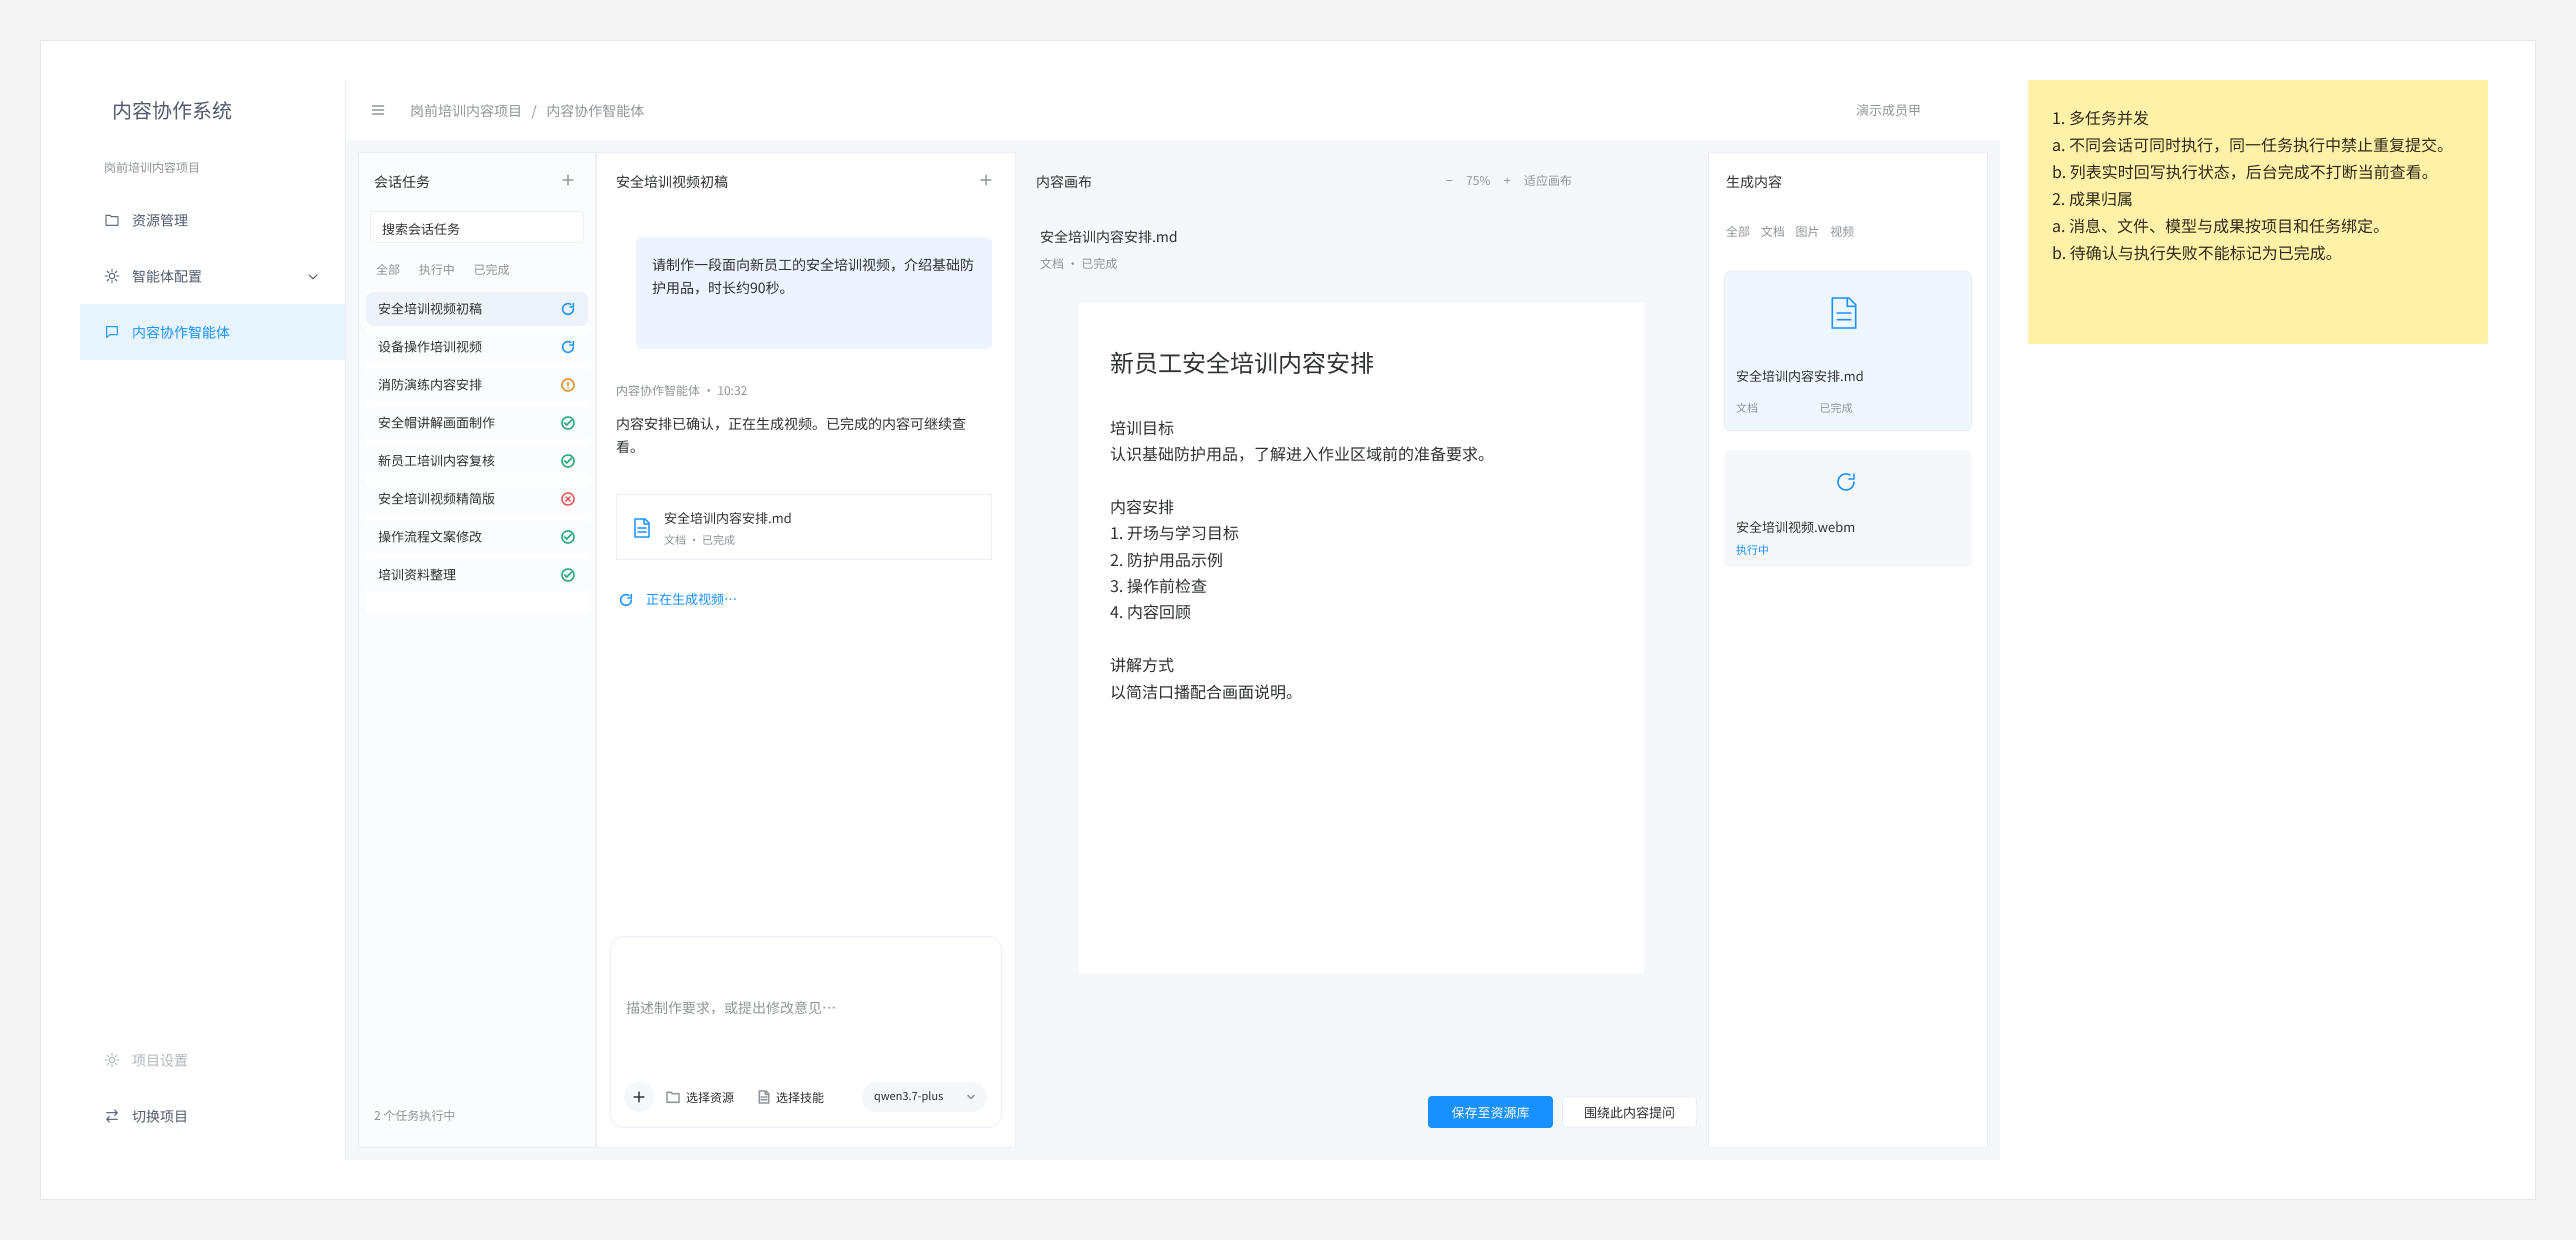 内容协作系统
岗前培训内容项目
资源管理
智能体配置
内容协作智能体
项目设置
切换项目
岗前培训内容项目 / 内容协作智能体
演示成员甲
会话任务
搜索会话任务
全部 执行中 已完成
安全培训视频初稿
设备操作培训视频
消防演练内容安排
安全帽讲解画面制作
新员工培训内容复核
安全培训视频精简版
操作流程文案修改
培训资料整理
2 个任务执行中
安全培训视频初稿
请制作一段面向新员工的安全培训视频，介绍基础防
护用品，时长约90秒。
内容协作智能体 · 10:32
内容安排已确认，正在生成视频。已完成的内容可继续查
看。
安全培训内容安排.md
文档 · 已完成
正在生成视频…
描述制作要求，或提出修改意见…
选择资源 选择技能 qwen3.7-plus
内容画布
− 75% + 适应画布
安全培训内容安排.md
文档 · 已完成
新员工安全培训内容安排
培训目标
认识基础防护用品，了解进入作业区域前的准备要求。
内容安排
1. 开场与学习目标
2. 防护用品示例
3. 操作前检查
4. 内容回顾
讲解方式
以简洁口播配合画面说明。
保存至资源库 围绕此内容提问
生成内容
全部 文档 图片 视频
安全培训内容安排.md
文档 已完成
安全培训视频.webm
执行中
1. 多任务并发
a. 不同会话可同时执行，同一任务执行中禁止重复提交。
b. 列表实时回写执行状态，后台完成不打断当前查看。
2. 成果归属
a. 消息、文件、模型与成果按项目和任务绑定。
b. 待确认与执行失败不能标记为已完成。